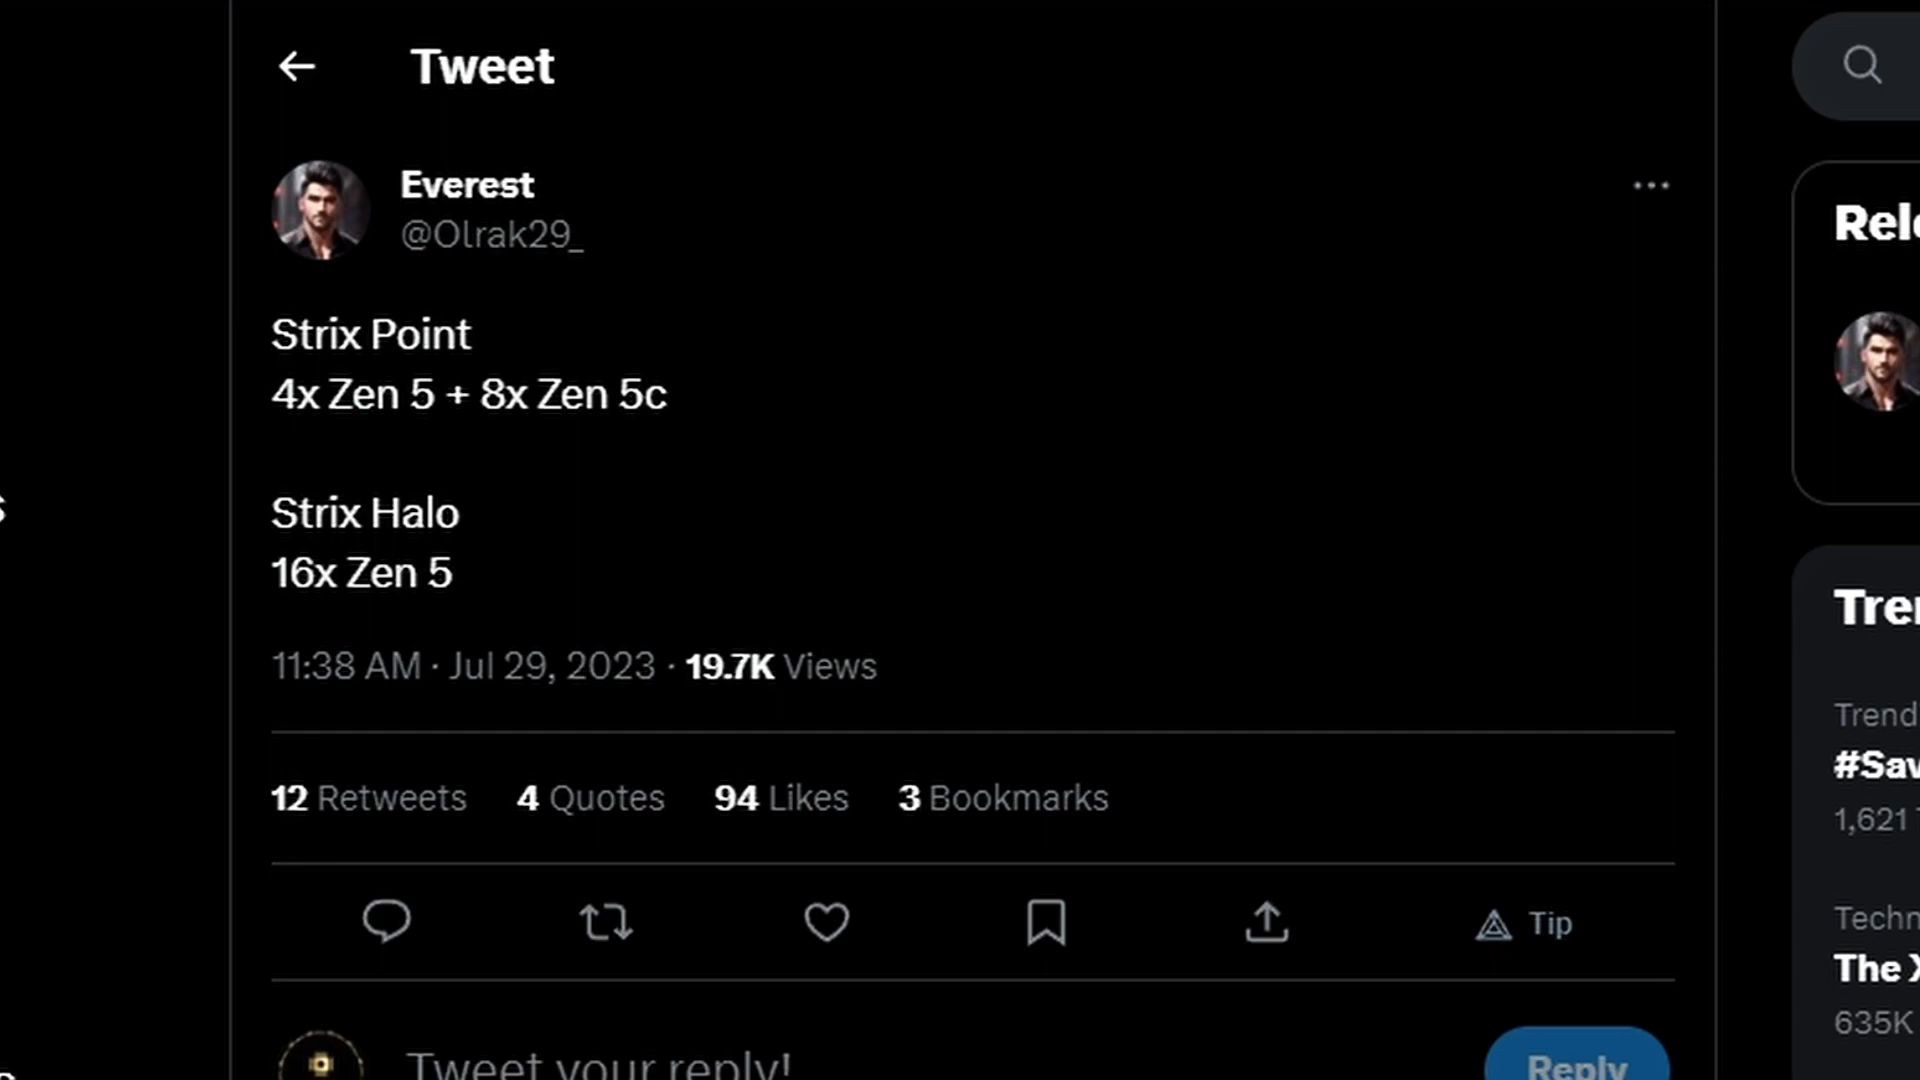 Tweet
Everest
@Olrak29_
Strix Point
4x Zen 5 + 8x Zen 5c
Strix Halo
16x Zen 5
11:38 AM · Jul 29, 2023 · 19.7K Views
12 Retweets 4 Quotes 94 Likes 3 Bookmarks
Tip
Tweet your reply!
Reply
Rele
Tren
Trend
#Sav
1,621
Techn
The X
635K